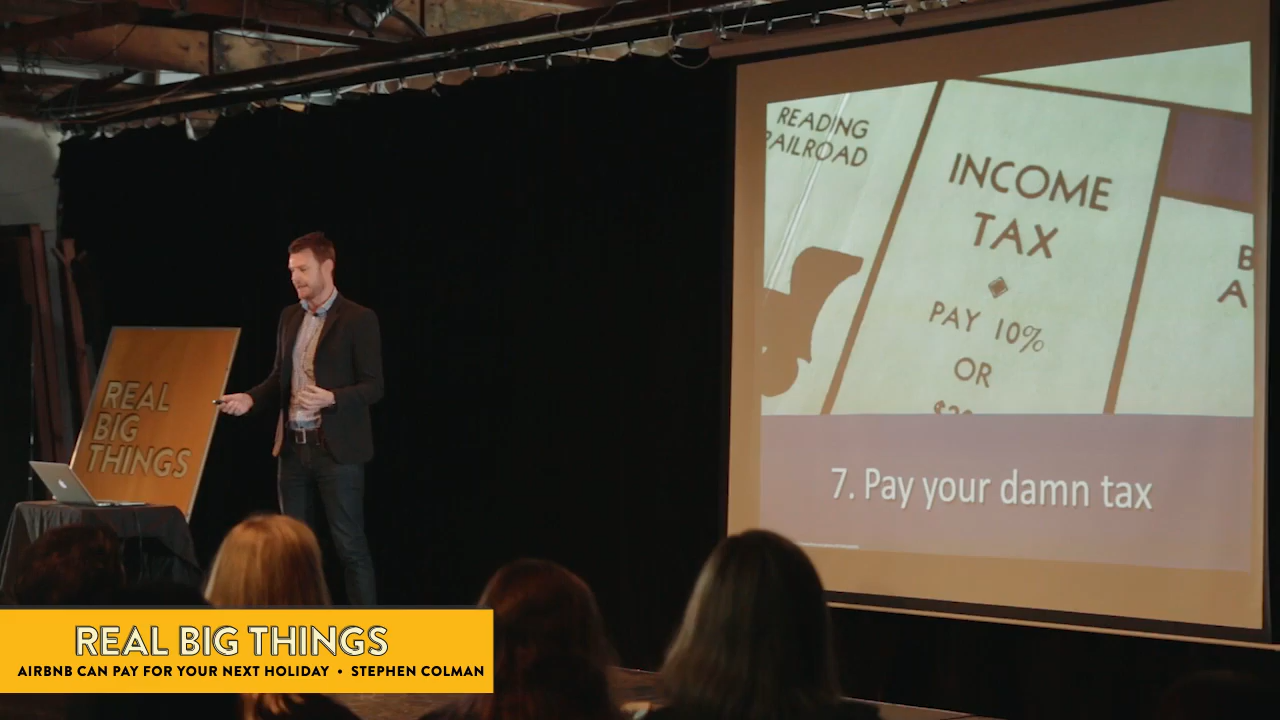 READING
RAILROAD
INCOME
TAX
PAY 10%
OR
B
A
7. Pay your damn tax
REAL
BIG
THINGS
REAL BIG THINGS
AIRBNB CAN PAY FOR YOUR NEXT HOLIDAY • STEPHEN COLMAN